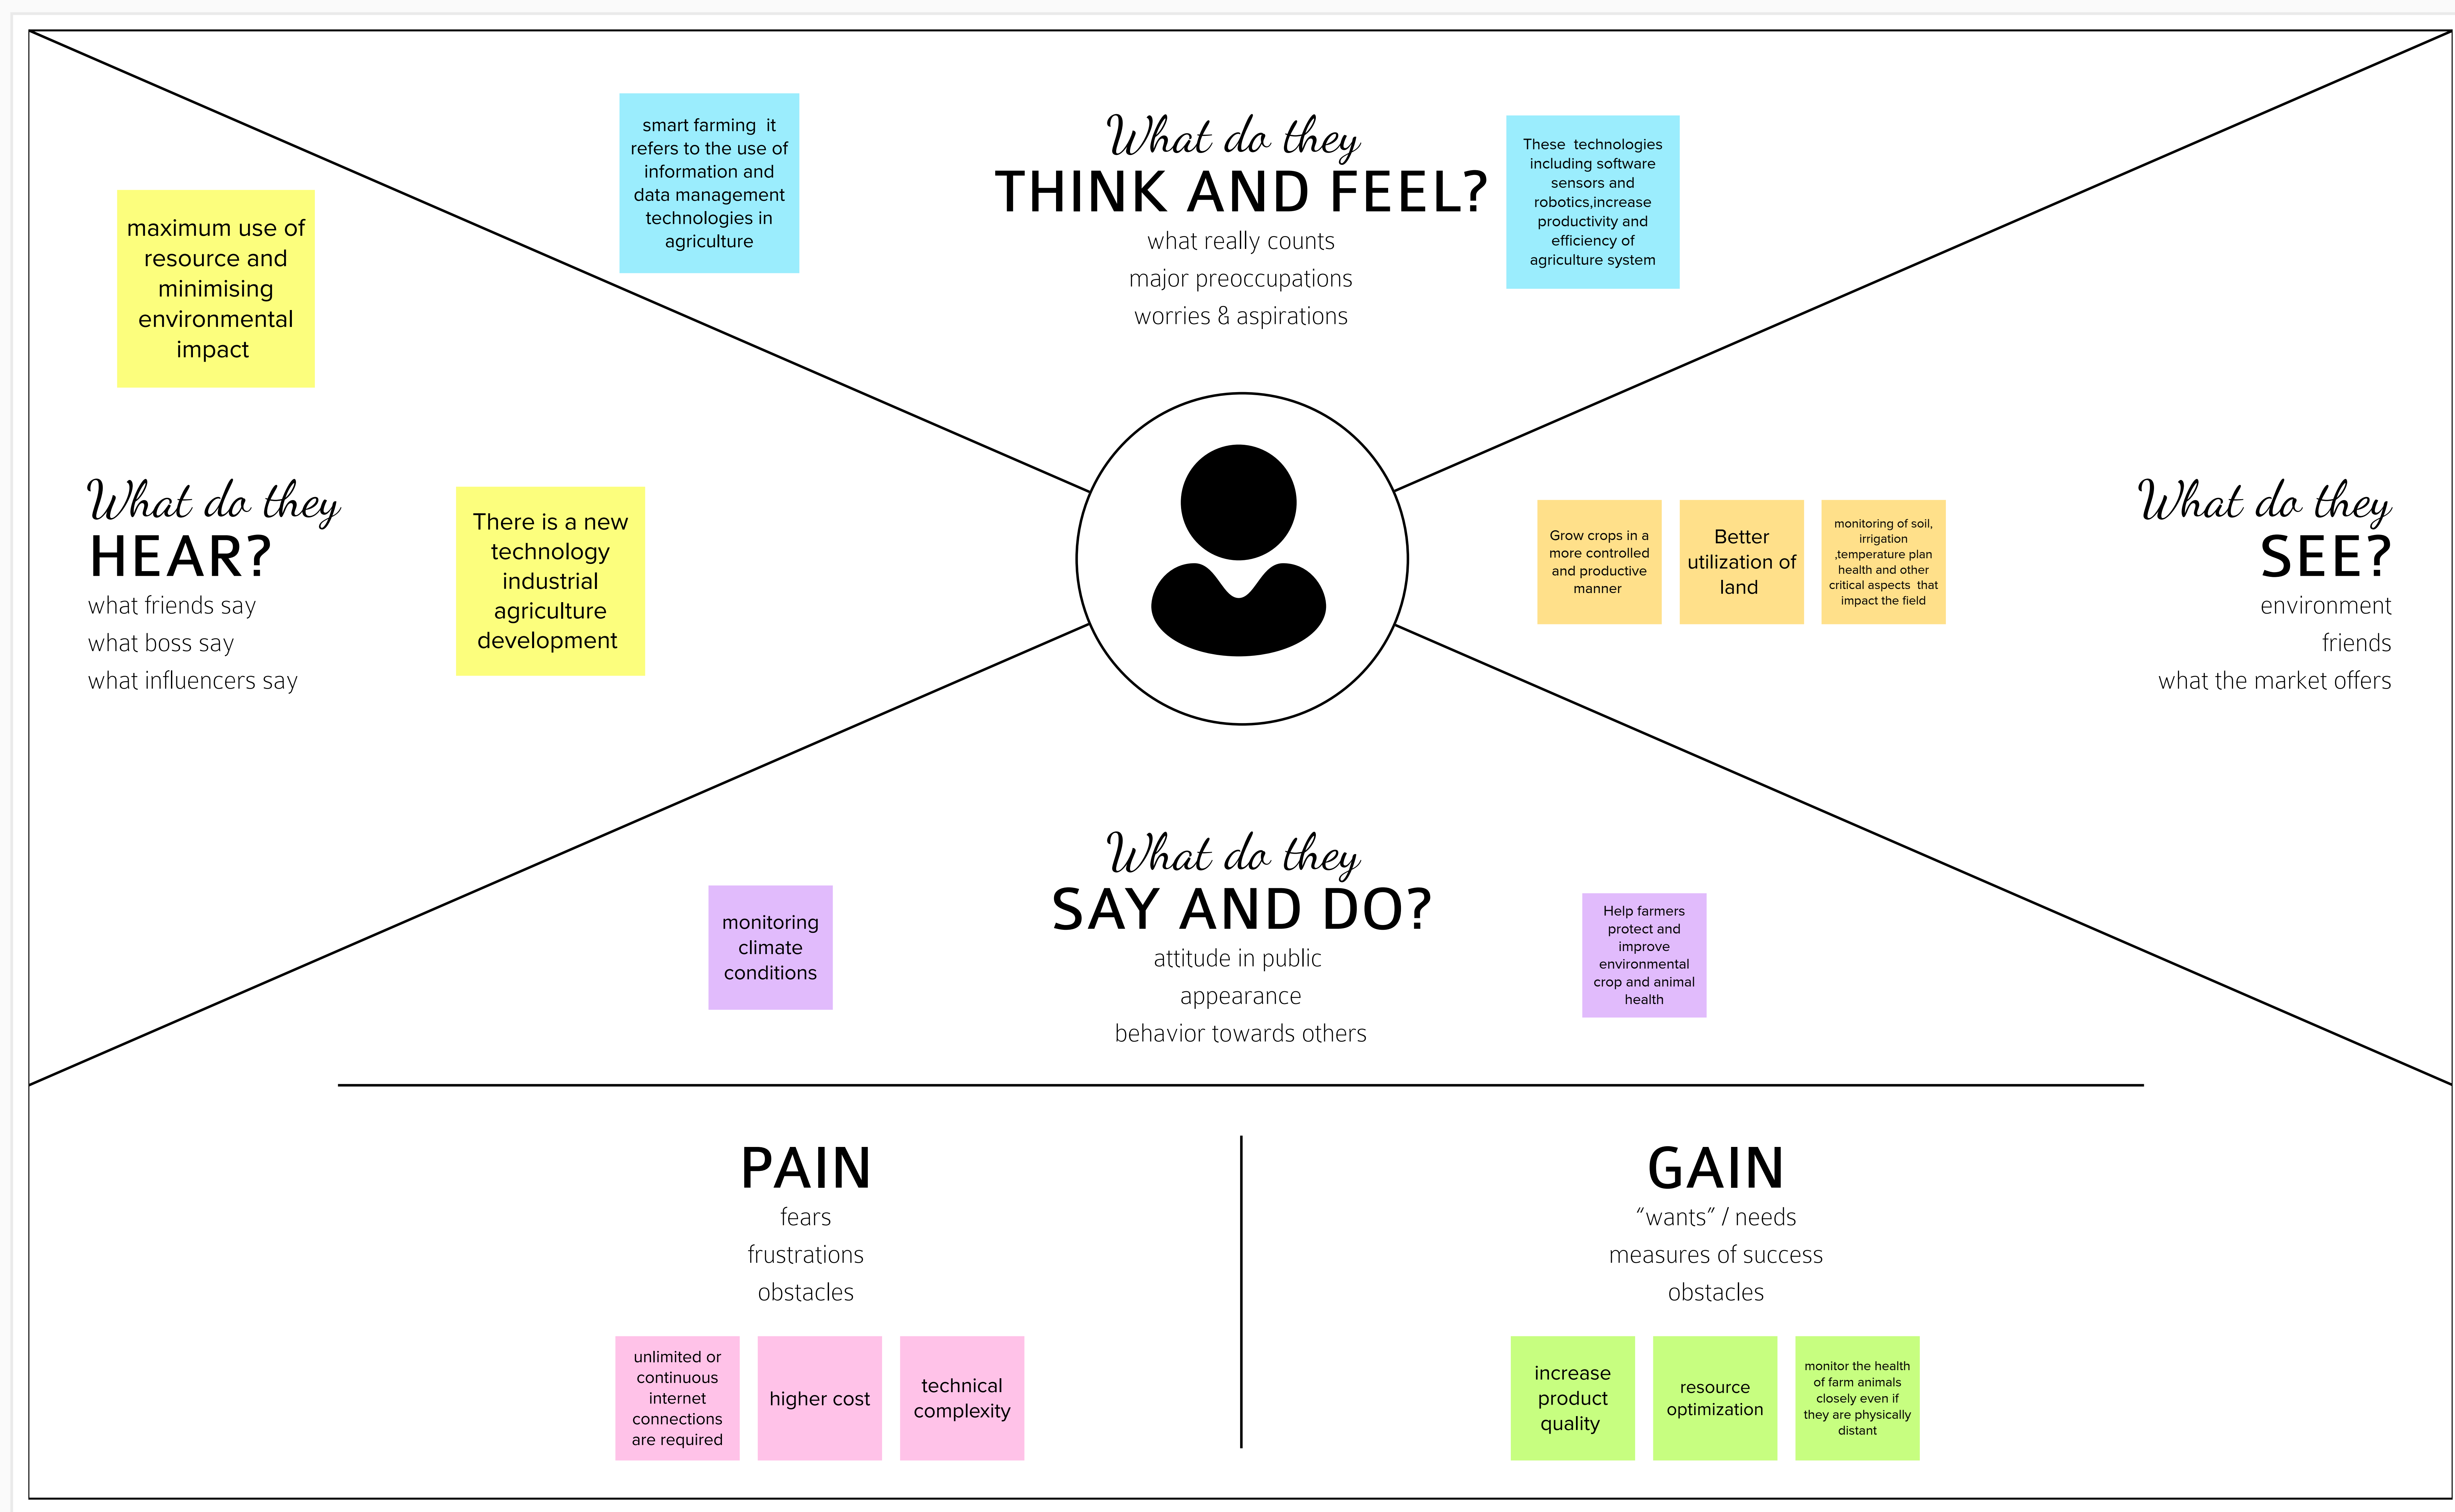 smart farming it
refers to the use of
information and
data management
technologies in
agriculture
What do they
THINK AND FEEL?
what really counts
major preoccupations
worries & aspirations
These technologies
including software
sensors and
robotics,increase
productivity and
efficiency of
agriculture system
maximum use of
resource and
minimising
environmental
impact
What do they
HEAR?
what friends say
what boss say
what influencers say
There is a new
technology
industrial
agriculture
development
Grow crops in a
more controlled
and productive
manner
Better
utilization of
land
monitoring of soil,
irrigation
,temperature plan
health and other
critical aspects that
impact the field
What do they
SEE?
environment
friends
what the market offers
monitoring
climate
conditions
What do they
SAY AND DO?
attitude in public
appearance
behavior towards others
Help farmers
protect and
improve
environmental
crop and animal
health
PAIN
fears
frustrations
obstacles
unlimited or
continuous
internet
connections
are required
higher cost
technical
complexity
GAIN
“wants” / needs
measures of success
obstacles
increase
product
quality
resource
optimization
monitor the health
of farm animals
closely even if
they are physically
distant